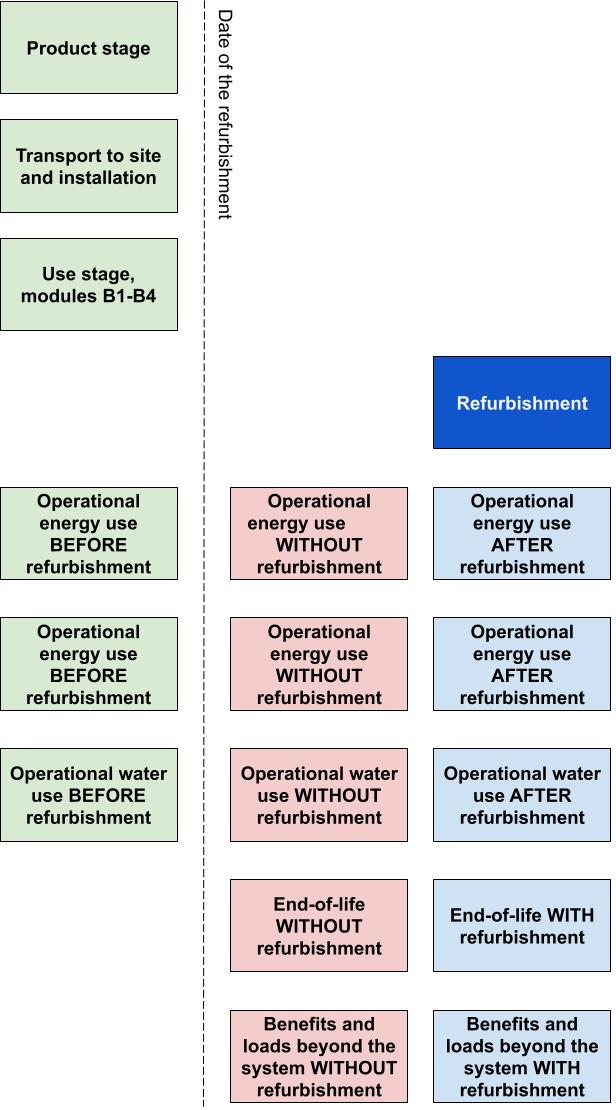 Product stage
Date of the refurbishment
Transport to site
and installation
Use stage,
modules B1-B4
Refurbishment
Operational
energy use
BEFORE
refurbishment
Operational
energy use
WITHOUT
refurbishment
Operational
energy use
AFTER
refurbishment
Operational
energy use
BEFORE
refurbishment
Operational
energy use
WITHOUT
refurbishment
Operational
energy use
AFTER
refurbishment
Operational water
use BEFORE
refurbishment
Operational water
use WITHOUT
refurbishment
Operational water
use AFTER
refurbishment
End-of-life
WITHOUT
refurbishment
End-of-life WITH
refurbishment
Benefits and
loads beyond the
system WITHOUT
refurbishment
Benefits and
loads beyond the
system WITH
refurbishment